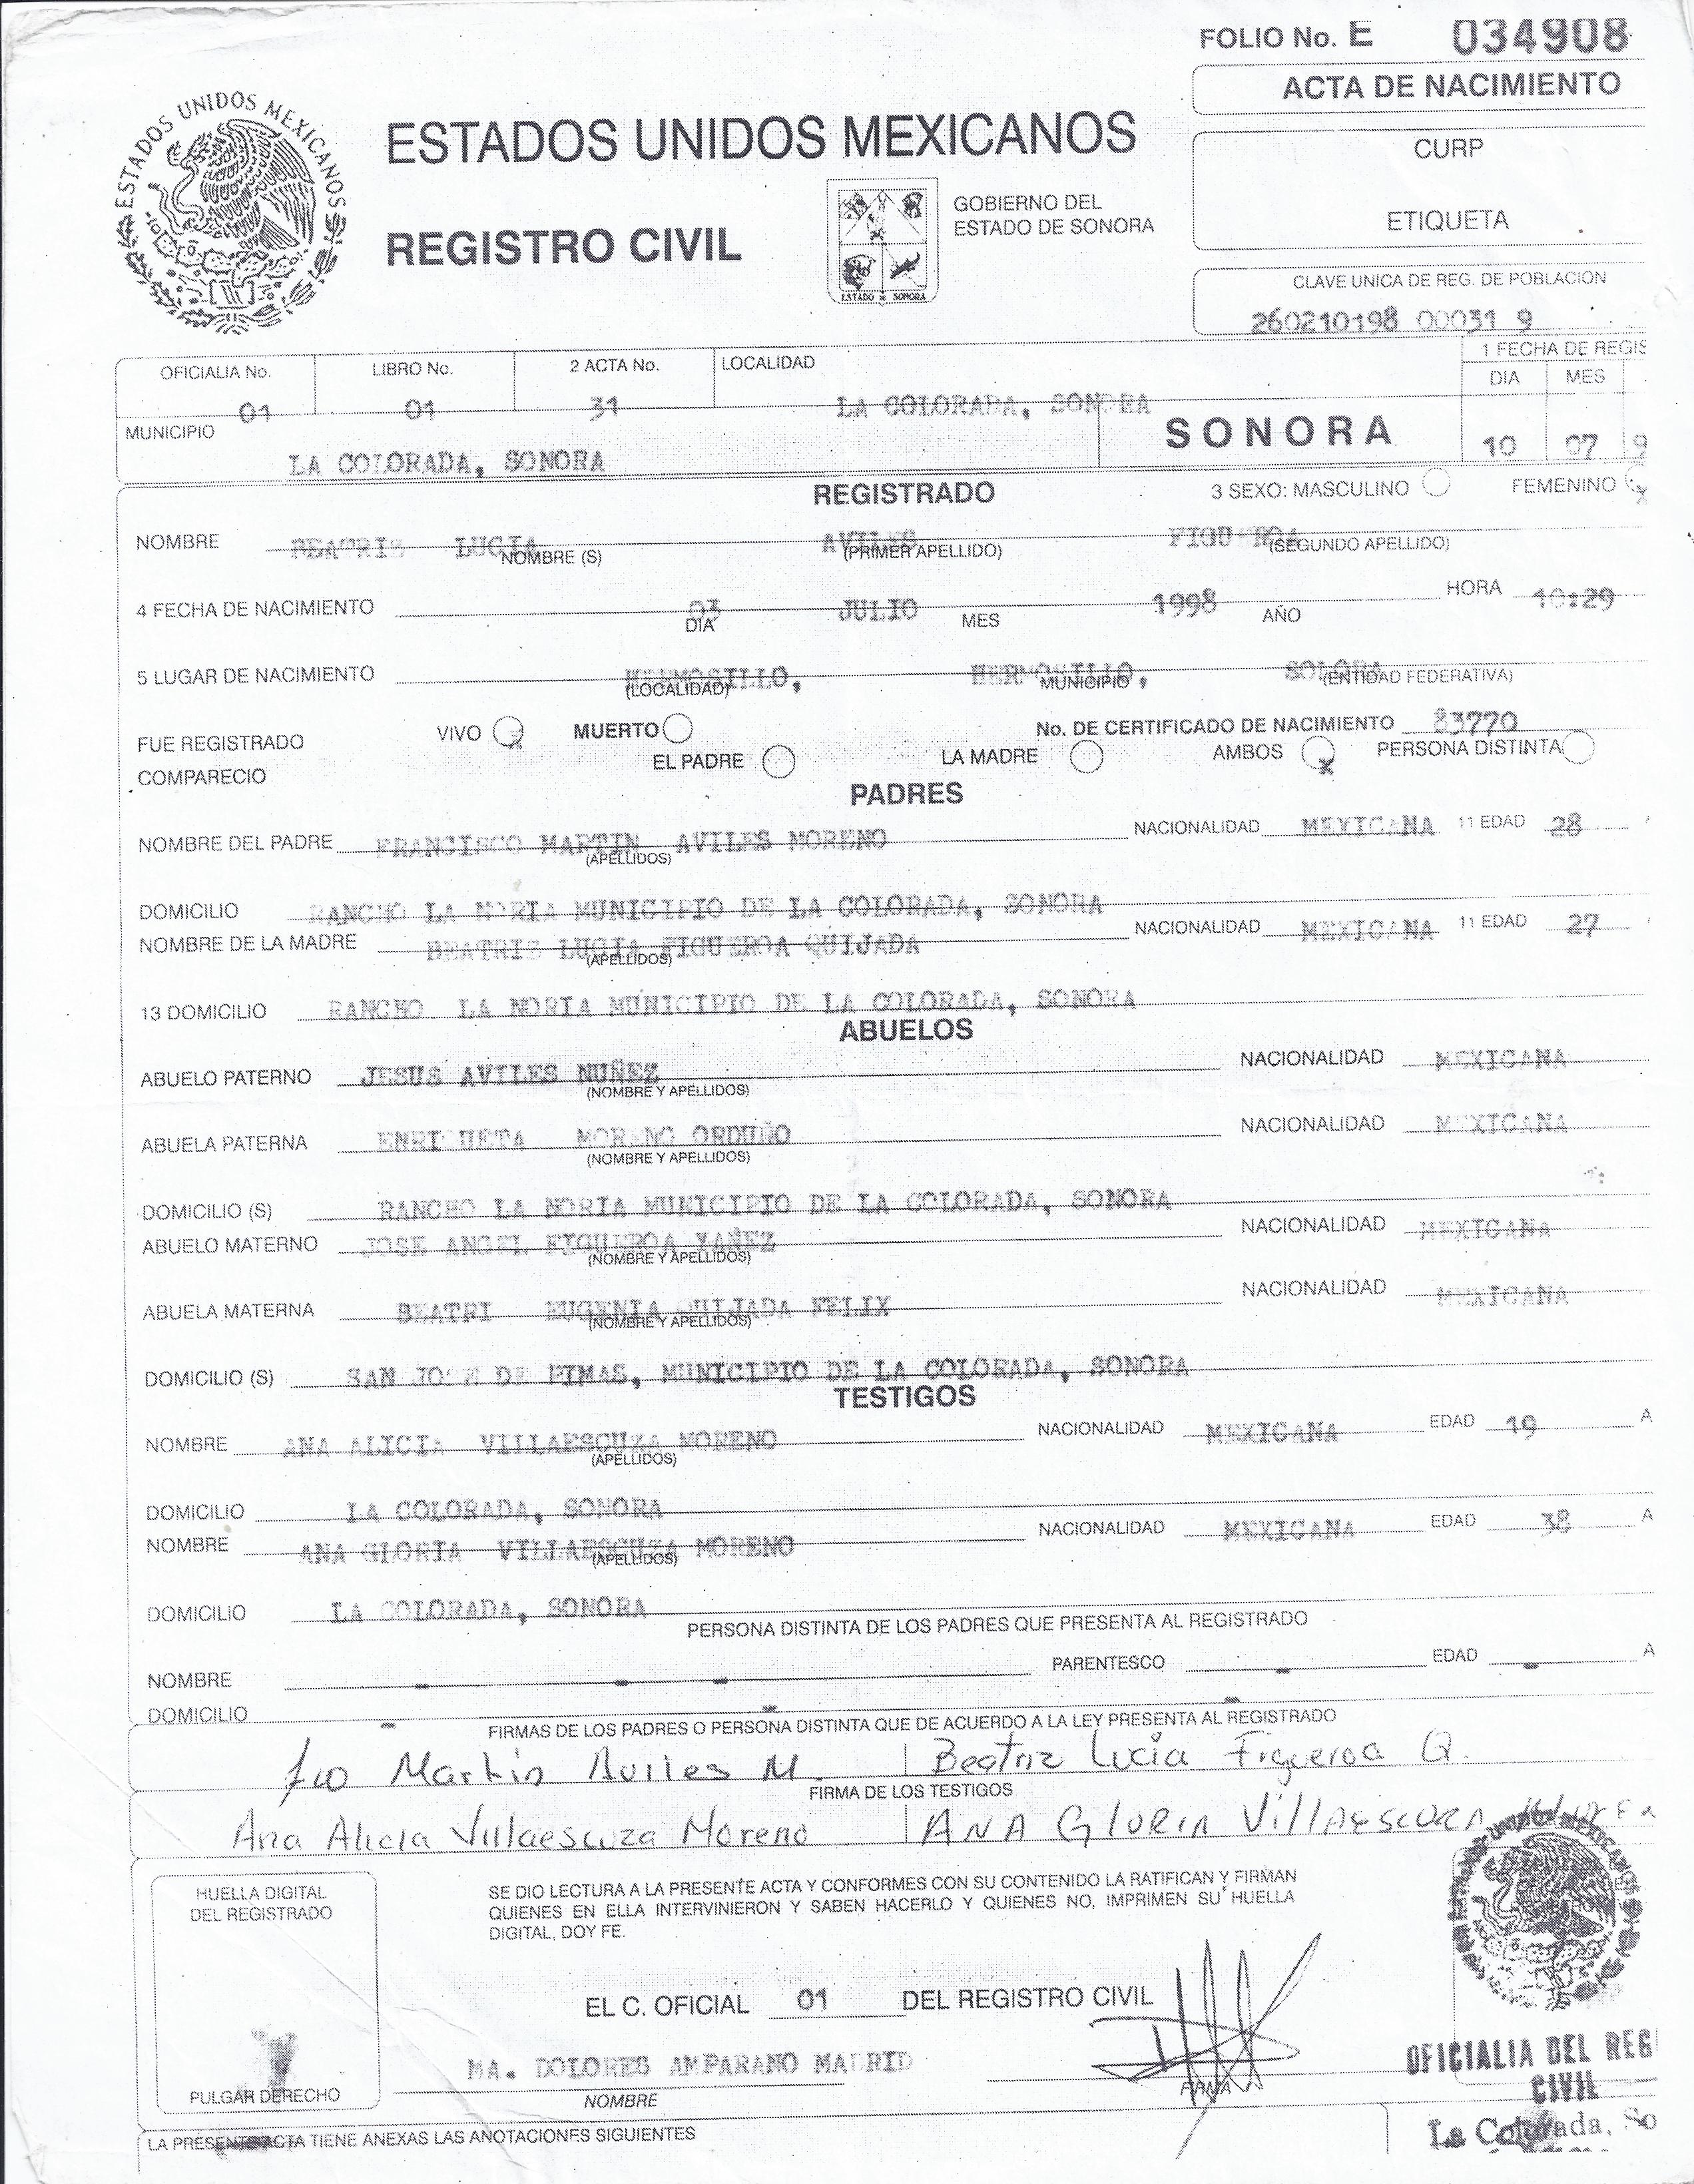 FOLIO No. E 034908
ACTA DE NACIMIENTO
ESTADOS UNIDOS MEXICANOS
ESTADOS UNIDOS MEXICANOS
CURP
GOBIERNO DEL
ESTADO DE SONORA
ETIQUETA
REGISTRO CIVIL
ESTADO DE SONORA
CLAVE UNICA DE REG. DE POBLACION
260210198 00031 9
OFICIALIA No. LIBRO No. 2 ACTA No. LOCALIDAD 1 FECHA DE REGIS
DIA MES
01 01 31 LA COLORADA, SONORA
MUNICIPIO SONORA 10 07 9
LA COLORADA, SONORA
REGISTRADO 3 SEXO: MASCULINO FEMENINO X
NOMBRE BEATRIZ LUCIA AVILES FIGUEROA
NOMBRE (S) (PRIMER APELLIDO) (SEGUNDO APELLIDO)
4 FECHA DE NACIMIENTO 03 JULIO 1998 HORA 10:29
DIA MES AÑO
5 LUGAR DE NACIMIENTO HERMOSILLO, HERMOSILLO, SONORA
(LOCALIDAD) MUNICIPIO (ENTIDAD FEDERATIVA)
FUE REGISTRADO VIVO X MUERTO No. DE CERTIFICADO DE NACIMIENTO 83770
COMPARECIO EL PADRE LA MADRE AMBOS X PERSONA DISTINTA
PADRES
NOMBRE DEL PADRE FRANCISCO MARTIN AVILES MORENO NACIONALIDAD MEXICANA 11 EDAD 28
(APELLIDOS)
DOMICILIO RANCHO LA NORIA MUNICIPIO DE LA COLORADA, SONORA
NOMBRE DE LA MADRE BEATRIS LUCIA FIGUEROA QUIJADA NACIONALIDAD MEXICANA 11 EDAD 27
(APELLIDOS)
13 DOMICILIO RANCHO LA NORIA MUNICIPIO DE LA COLORADA, SONORA
ABUELOS
ABUELO PATERNO JESUS AVILES NUÑEZ NACIONALIDAD MEXICANA
(NOMBRE Y APELLIDOS)
ABUELA PATERNA ENRIQUETA MORENO ORDUÑO NACIONALIDAD MEXICANA
(NOMBRE Y APELLIDOS)
DOMICILIO (S) RANCHO LA NORIA MUNICIPIO DE LA COLORADA, SONORA
ABUELO MATERNO JOSE ANGEL FIGUEROA YAÑEZ NACIONALIDAD MEXICANA
(NOMBRE Y APELLIDOS)
ABUELA MATERNA BEATRI EUGENIA QUIJADA FELIX NACIONALIDAD MEXICANA
(NOMBRE Y APELLIDOS)
DOMICILIO (S) SAN JOSE DE PIMAS, MUNICIPIO DE LA COLORADA, SONORA
TESTIGOS
NOMBRE ANA ALICIA VILLAESCUZA MORENO NACIONALIDAD MEXICANA EDAD 19 A
(APELLIDOS)
DOMICILIO LA COLORADA, SONORA
NOMBRE ANA GLORIA VILLAESCUZA MORENO NACIONALIDAD MEXICANA EDAD 38 A
(APELLIDOS)
DOMICILIO LA COLORADA, SONORA
PERSONA DISTINTA DE LOS PADRES QUE PRESENTA AL REGISTRADO
NOMBRE - - - PARENTESCO - EDAD - A
DOMICILIO - - -
FIRMAS DE LOS PADRES O PERSONA DISTINTA QUE DE ACUERDO A LA LEY PRESENTA AL REGISTRADO
fco Martin Aviles M. Beatriz Lucia Figueroa Q.
FIRMA DE LOS TESTIGOS
Ana Alicia Villaescuza Moreno ANA GLORIA VillAESCUZA
HUELLA DIGITAL
DEL REGISTRADO
SE DIO LECTURA A LA PRESENTE ACTA Y CONFORMES CON SU CONTENIDO LA RATIFICAN Y FIRMAN
QUIENES EN ELLA INTERVINIERON Y SABEN HACERLO Y QUIENES NO, IMPRIMEN SU HUELLA
DIGITAL, DOY FE.
EL C. OFICIAL 01 DEL REGISTRO CIVIL
MA. DOLORES AMPARANO MADRID
PULGAR DERECHO NOMBRE FIRMA
OFICIALIA DEL REG
CIVIL
La Colorada, So
LA PRESENTE ACTA TIENE ANEXAS LAS ANOTACIONES SIGUIENTES